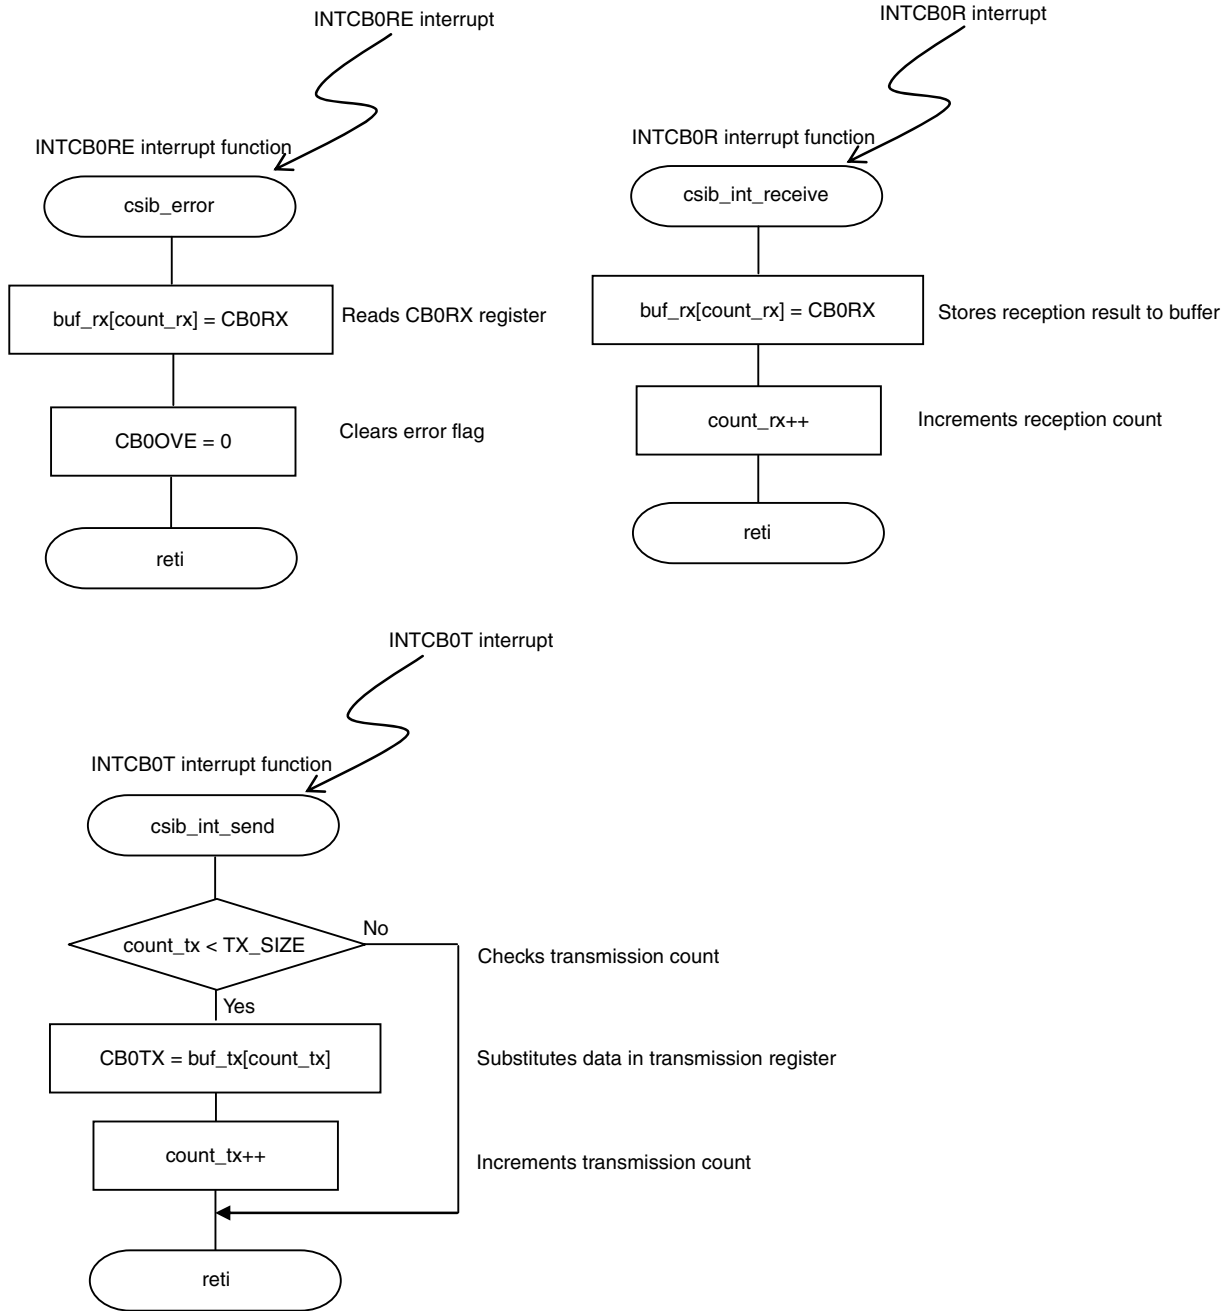 INTCB0RE interrupt
INTCB0RE interrupt function
csib_error
buf_rx[count_rx] = CB0RX
Reads CB0RX register
CB0OVE = 0
Clears error flag
reti
INTCB0R interrupt
INTCB0R interrupt function
csib_int_receive
buf_rx[count_rx] = CB0RX
Stores reception result to buffer
count_rx++
Increments reception count
reti
INTCB0T interrupt
INTCB0T interrupt function
csib_int_send
count_tx < TX_SIZE
No
Checks transmission count
Yes
CB0TX = buf_tx[count_tx]
Substitutes data in transmission register
count_tx++
Increments transmission count
reti